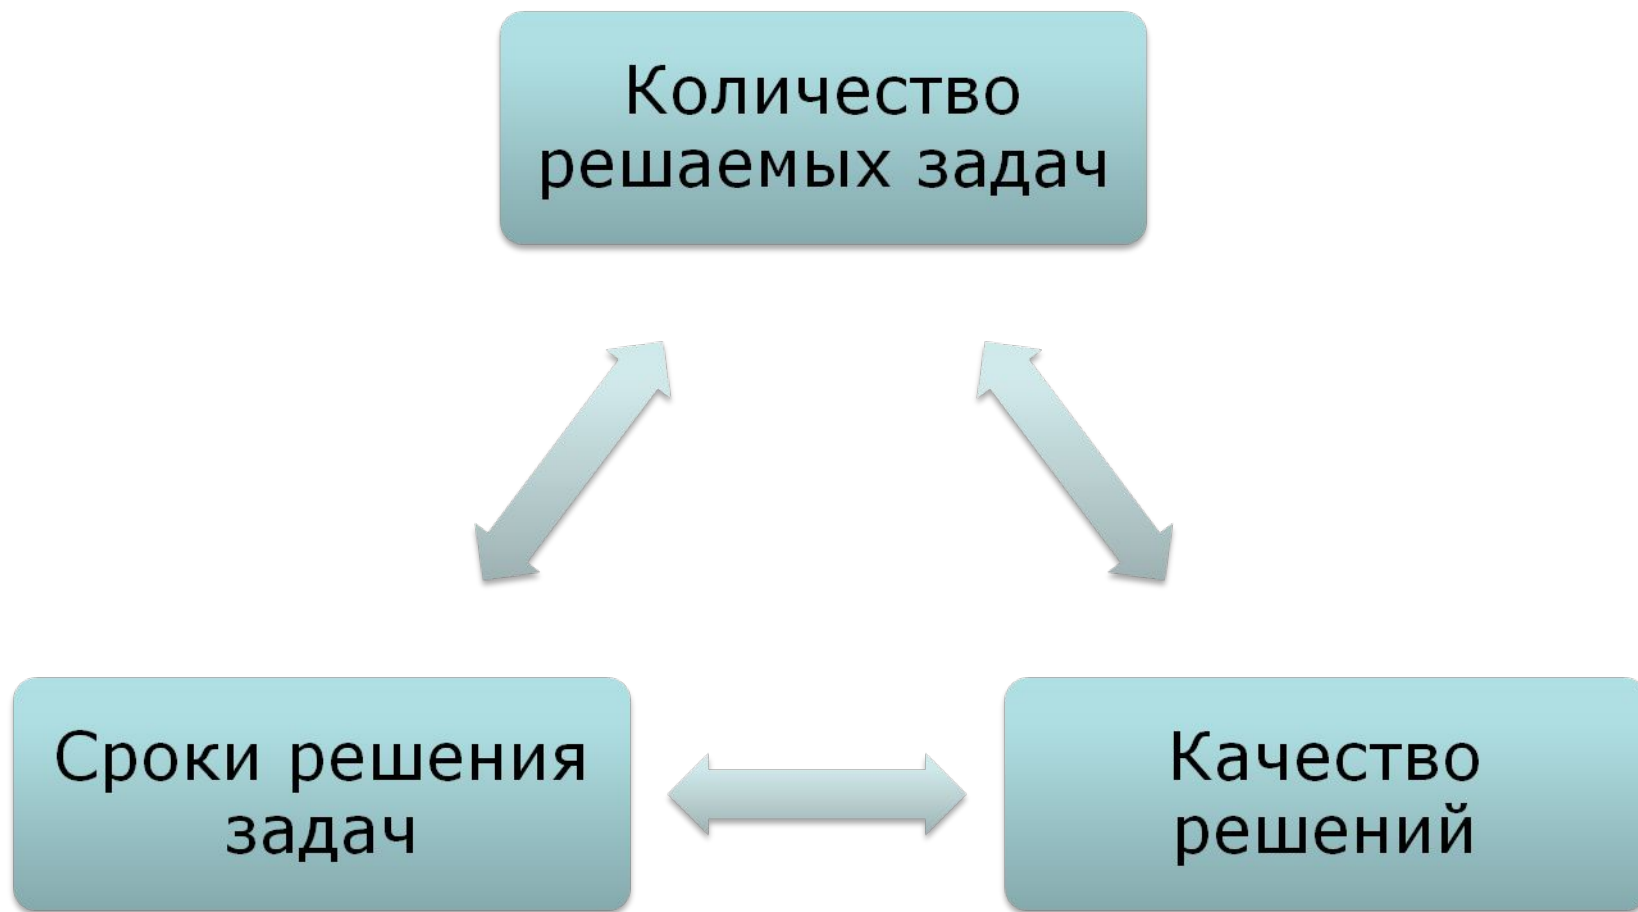 Количество
решаемых задач
Сроки решения
задач
Качество
решений